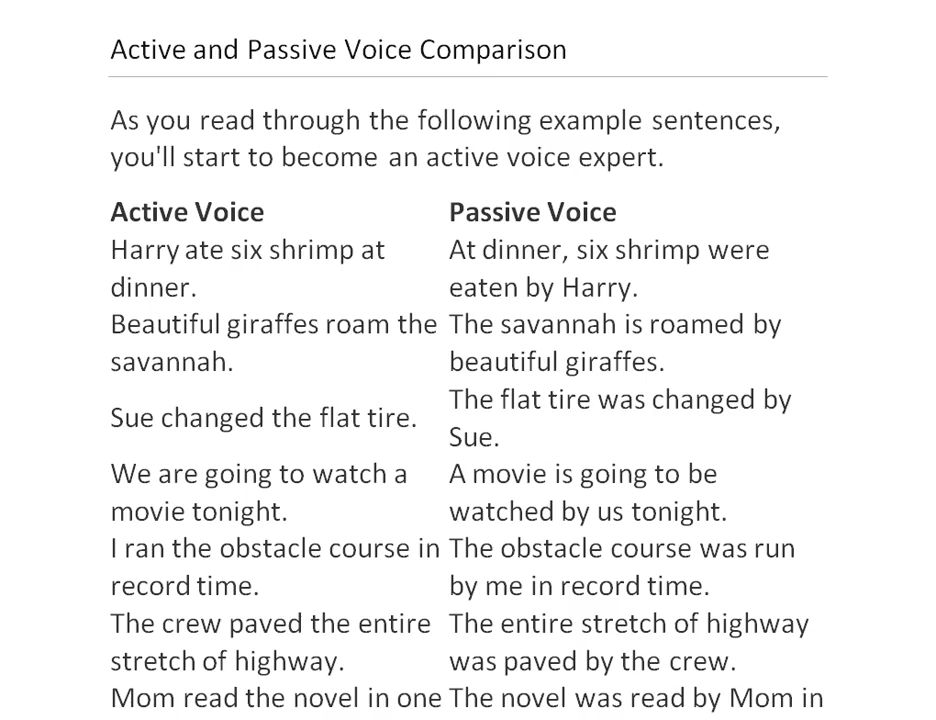 Active and Passive Voice Comparison
As you read through the following example sentences,
you'll start to become an active voice expert.
Active Voice Passive Voice
Harry ate six shrimp at At dinner, six shrimp were
dinner. eaten by Harry.
Beautiful giraffes roam the The savannah is roamed by
savannah. beautiful giraffes.
Sue changed the flat tire.
The flat tire was changed by
Sue.
We are going to watch a A movie is going to be
movie tonight. watched by us tonight.
I ran the obstacle course in The obstacle course was run
record time. by me in record time.
The crew paved the entire The entire stretch of highway
stretch of highway. was paved by the crew.
Mom read the novel in one The novel was read by Mom in